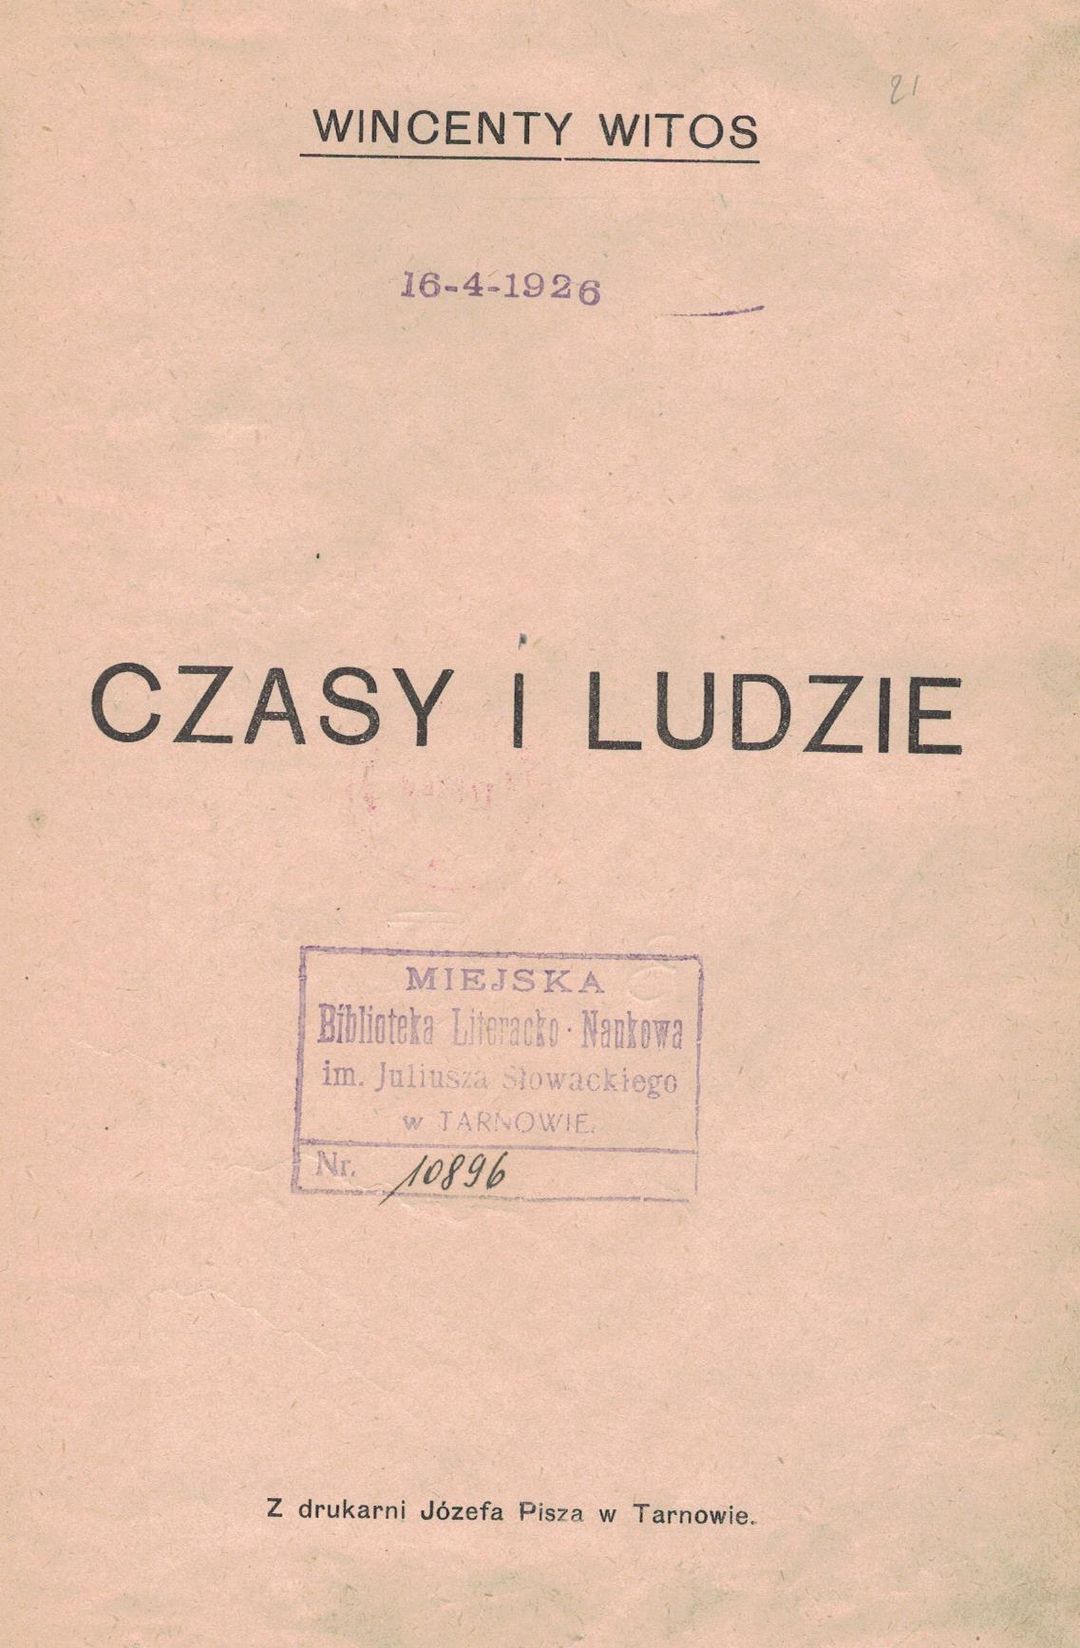 21
WINCENTY WITOS
16-4-1926
CZASY I LUDZIE
MIEJSKA
Biblioteka Literacko-Naukowa
im. Juliusza Słowackiego
w TARNOWIE.
Nr. 10896
Z drukarni Józefa Pisza w Tarnowie.